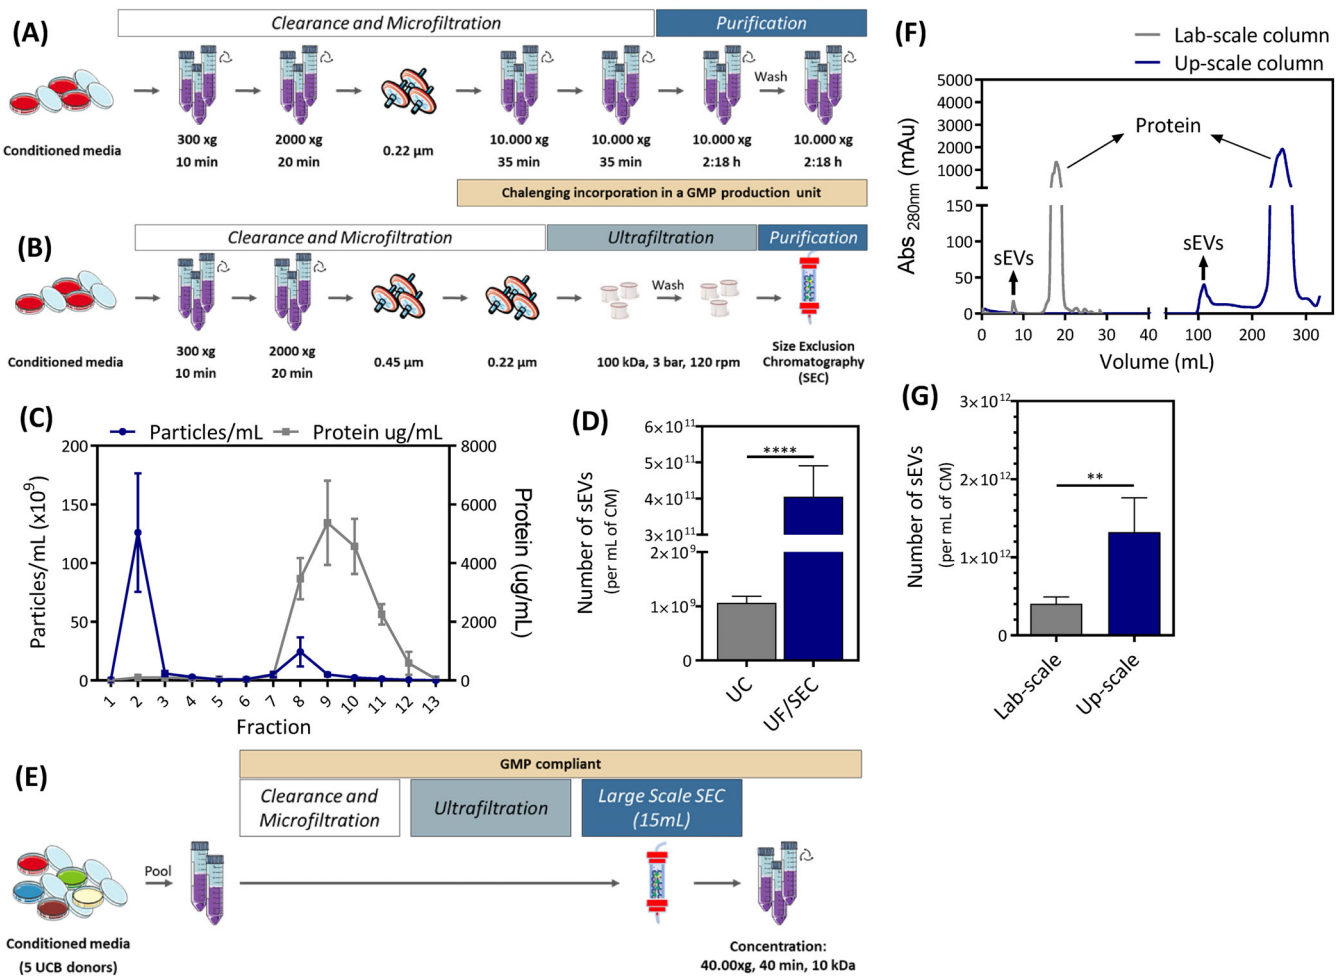 (A)
Clearance and Microfiltration
Purification
Wash
Conditioned media
300 xg
10 min
2000 xg
20 min
0.22 µm
10.000 xg
35 min
10.000 xg
35 min
10.000 xg
2:18 h
10.000 xg
2:18 h
Chalenging incorporation in a GMP production unit
(B)
Clearance and Microfiltration
Ultrafiltration
Purification
Wash
Conditioned media
300 xg
10 min
2000 xg
20 min
0.45 µm
0.22 µm
100 kDa, 3 bar, 120 rpm
Size Exclusion
Chromatography
(SEC)
(C)
Particles/mL
Protein ug/mL
Particles/mL (x10⁹)
200
150
100
50
0
Protein (ug/mL)
8000
6000
4000
2000
0
1 2 3 4 5 6 7 8 9 10 11 12 13
Fraction
(D)
Number of sEVs
(per mL of CM)
6×10¹¹
5×10¹¹
4×10¹¹
3×10¹¹
2×10⁹
1×10⁹
0
****
UC
UF/SEC
(E)
GMP compliant
Clearance and
Microfiltration
Ultrafiltration
Large Scale SEC
(15mL)
Pool
Conditioned media
(5 UCB donors)
Concentration:
40.00xg, 40 min, 10 kDa
(F)
Lab-scale column
Up-scale column
Abs 280nm (mAu)
5000
4000
3000
2000
1000
150
100
50
0
Protein
sEVs
sEVs
0 10 20 30 40 100 200 300
Volume (mL)
(G)
Number of sEVs
(per mL of CM)
3×10¹²
2×10¹²
1×10¹²
0
**
Lab-scale
Up-scale